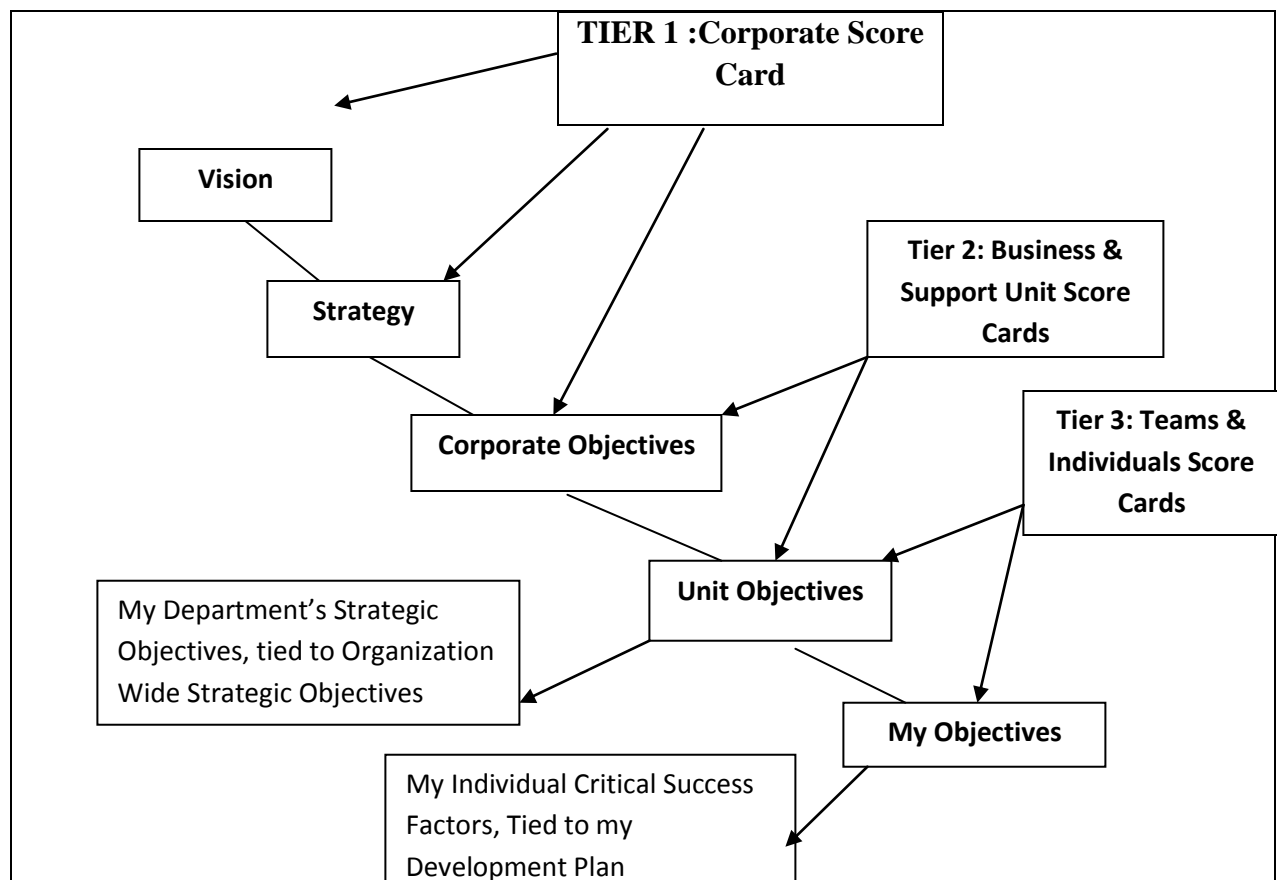 TIER 1 :Corporate Score
Card
Vision
Strategy
Tier 2: Business &
Support Unit Score
Cards
Corporate Objectives
Tier 3: Teams &
Individuals Score
Cards
Unit Objectives
My Department’s Strategic
Objectives, tied to Organization
Wide Strategic Objectives
My Objectives
My Individual Critical Success
Factors, Tied to my
Development Plan